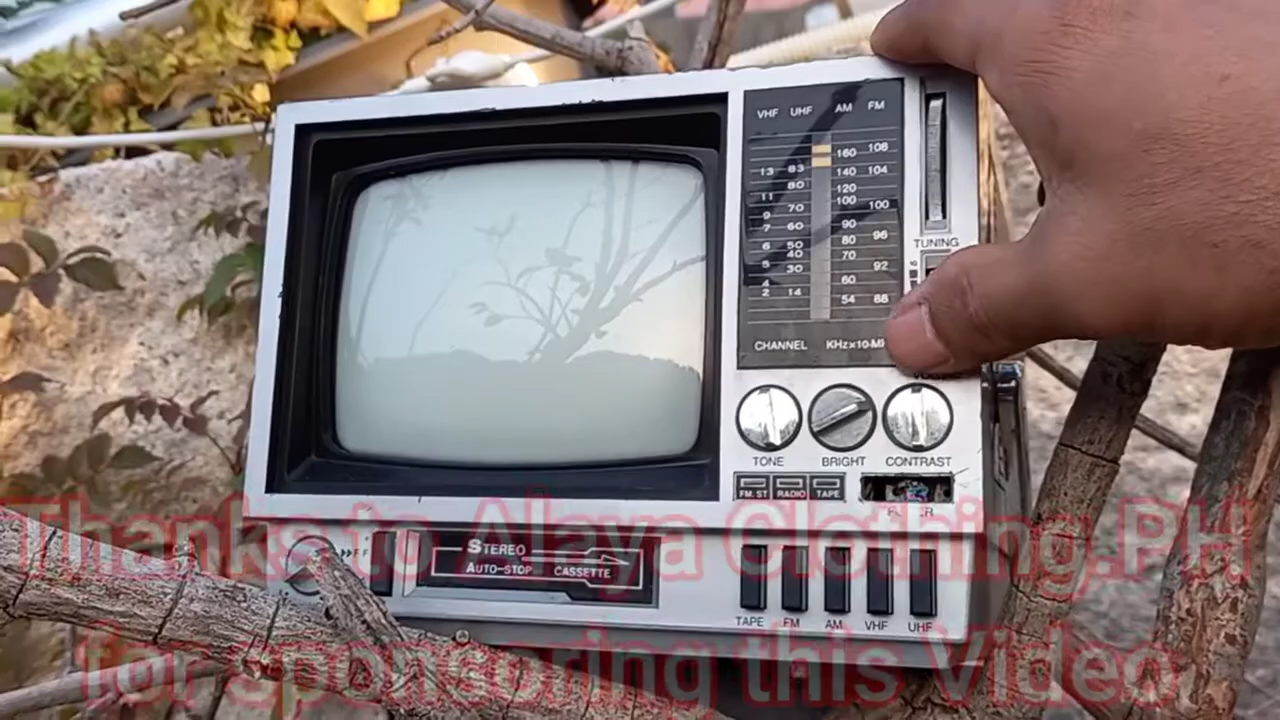 VHF UHF AM FM
160 108
13 83 140 104
80 120
11 100 100
9 70
7 60 90
6 50 80 96
40 70
5 30 92
4 60
2 14 54 88
CHANNEL KHz×10-M
TUNING
TONE BRIGHT CONTRAST
FM. ST RADIO TAPE
Thanks to Alaya Clothing.PH
FF
STEREO
AUTO-STOP CASSETTE
TAPE FM AM VHF UHF
for sponsoring this Video